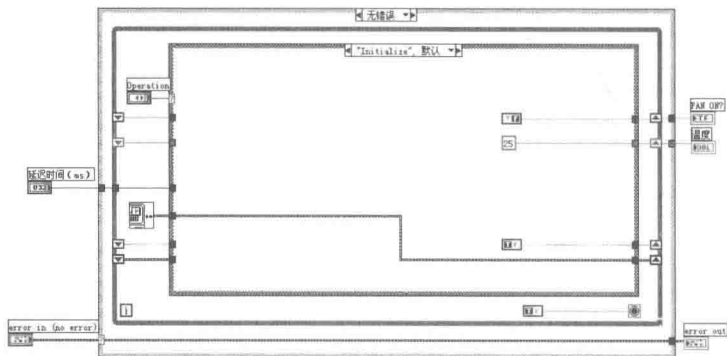 无错误
"Initialize", 默认
Operation
FAN ON?
TF
温度
25
DBL
延迟时间（ms）
U32
i
error in (no error)
error out